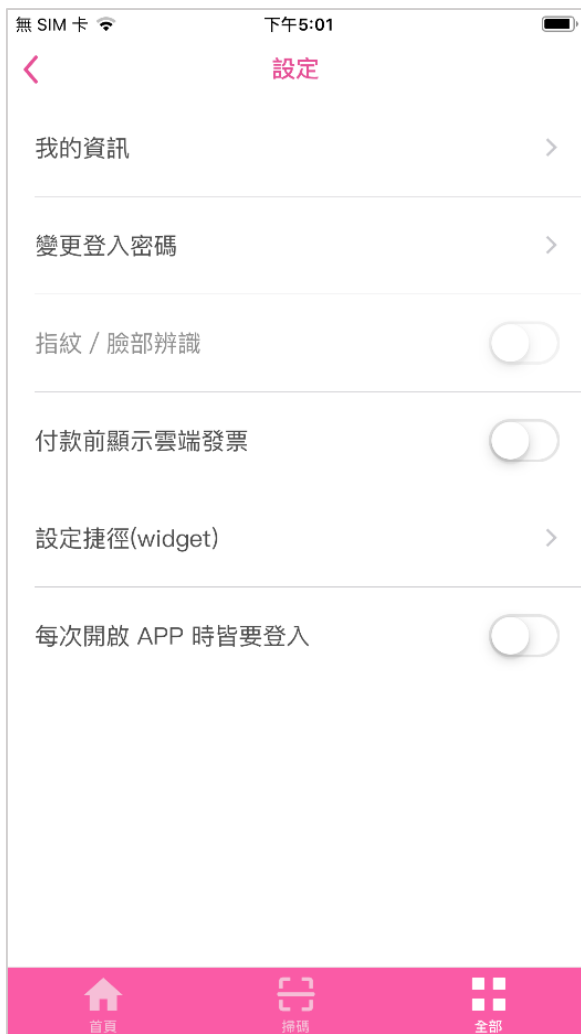 無 SIM 卡 下午5:01
設定
我的資訊
變更登入密碼
指紋 / 臉部辨識
付款前顯示雲端發票
設定捷徑(widget)
每次開啟 APP 時皆要登入
首頁 掃碼 全部